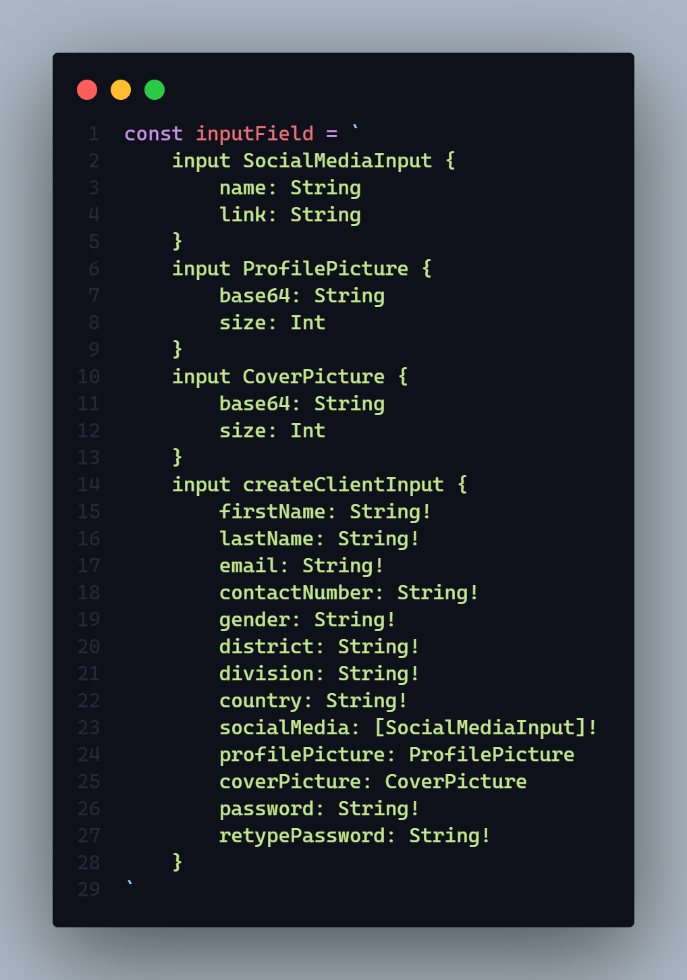 1 const inputField = `
2 input SocialMediaInput {
3 name: String
4 link: String
5 }
6 input ProfilePicture {
7 base64: String
8 size: Int
9 }
10 input CoverPicture {
11 base64: String
12 size: Int
13 }
14 input createClientInput {
15 firstName: String!
16 lastName: String!
17 email: String!
18 contactNumber: String!
19 gender: String!
20 district: String!
21 division: String!
22 country: String!
23 socialMedia: [SocialMediaInput]!
24 profilePicture: ProfilePicture
25 coverPicture: CoverPicture
26 password: String!
27 retypePassword: String!
28 }
29 `